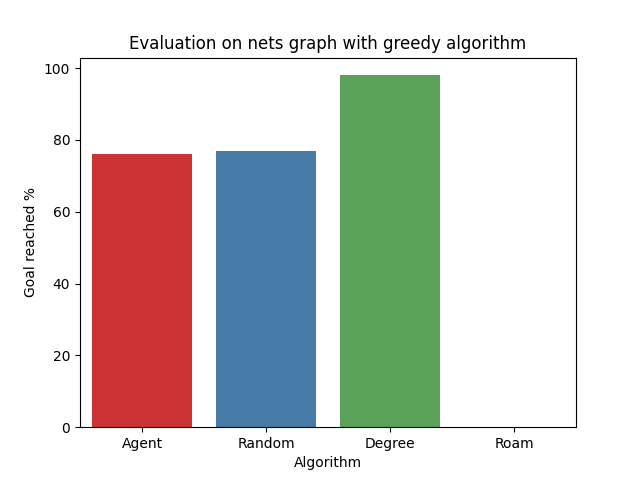 Evaluation on nets graph with greedy algorithm
Goal reached %
100
80
60
40
20
0
Agent Random Degree Roam
Algorithm